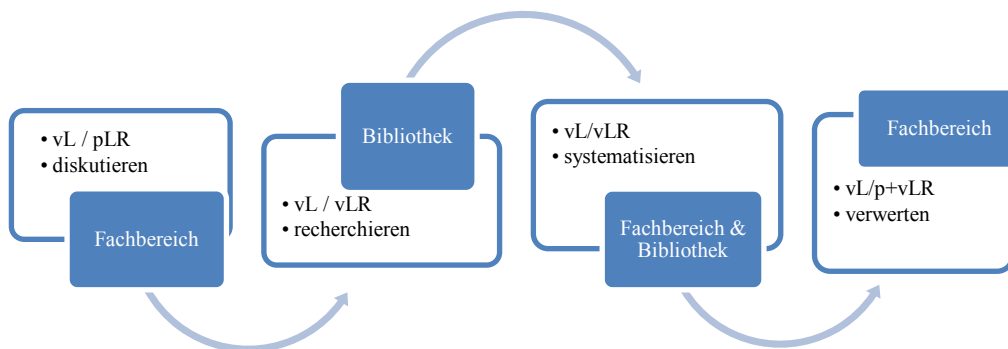 • vL / pLR
• diskutieren
Fachbereich
Bibliothek
• vL / vLR
• recherchieren
• vL/vLR
• systematisieren
Fachbereich &
Bibliothek
Fachbereich
• vL/p+vLR
• verwerten